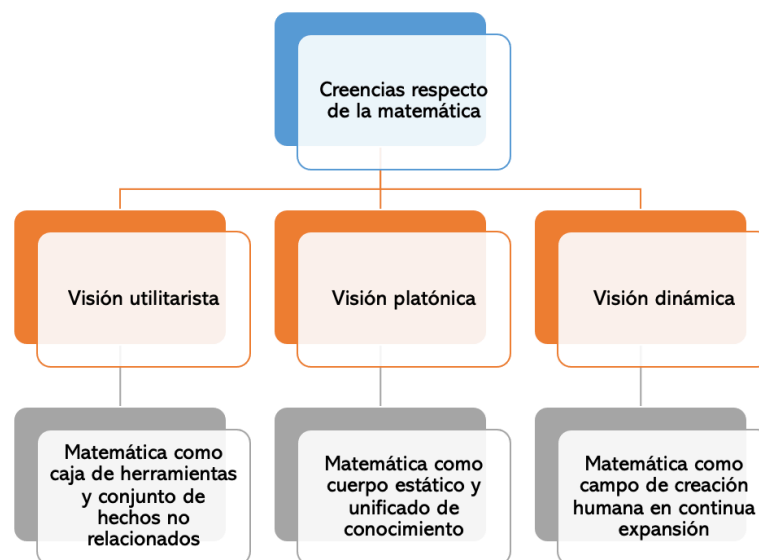 Creencias respecto
de la matemática
Visión utilitarista
Visión platónica
Visión dinámica
Matemática como
caja de herramientas
y conjunto de
hechos no
relacionados
Matemática como
cuerpo estático y
unificado de
conocimiento
Matemática como
campo de creación
humana en continua
expansión